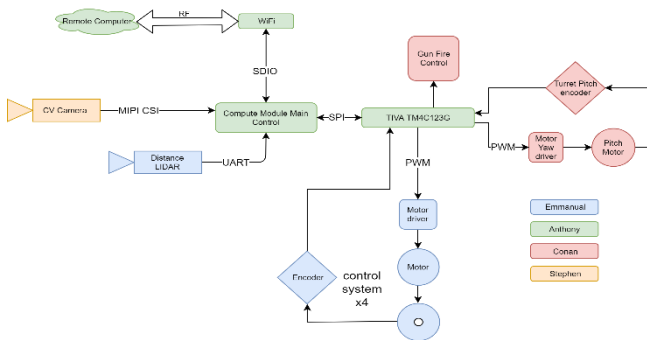 Remote Computer
RF
WiFi
SDIO
Gun Fire
Control
Turret Pitch
encoder
CV Camera
MIPI CSI
Compute Module Main
Control
SPI
TIVA TM4C123G
Distance
LIDAR
UART
PWM
PWM
Motor
Yaw
driver
Pitch
Motor
Motor
driver
Encoder
control
system
x4
Motor
O
Emmanual
Anthony
Conan
Stephen